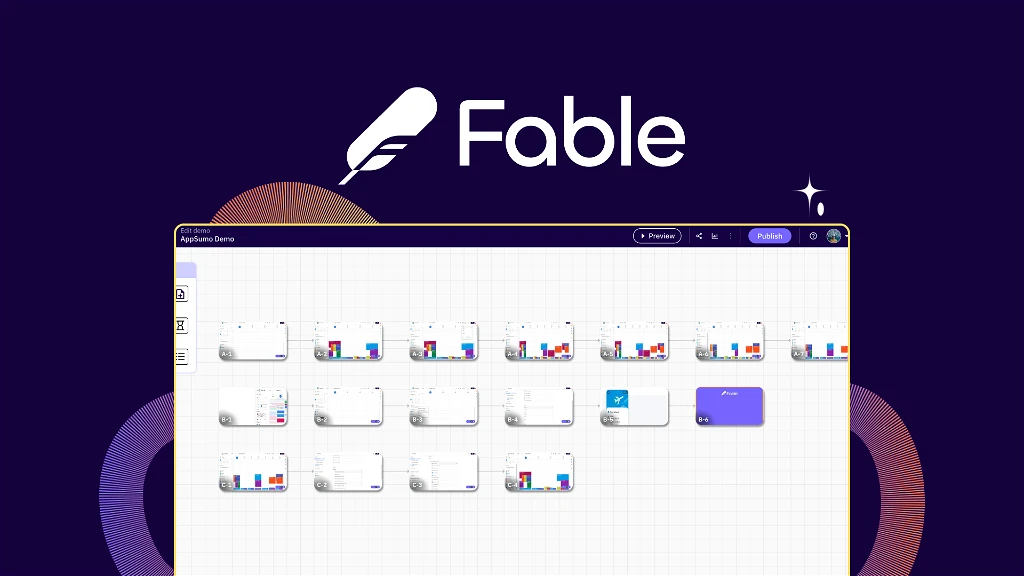 Fable
Edit demo
AppSumo Demo
Preview
Publish
A-1
A-2
A-3
A-4
A-5
A-6
A-7
B-1
B-2
B-3
B-4
B-5
B-6
Fable
C-1
C-2
C-3
C-4